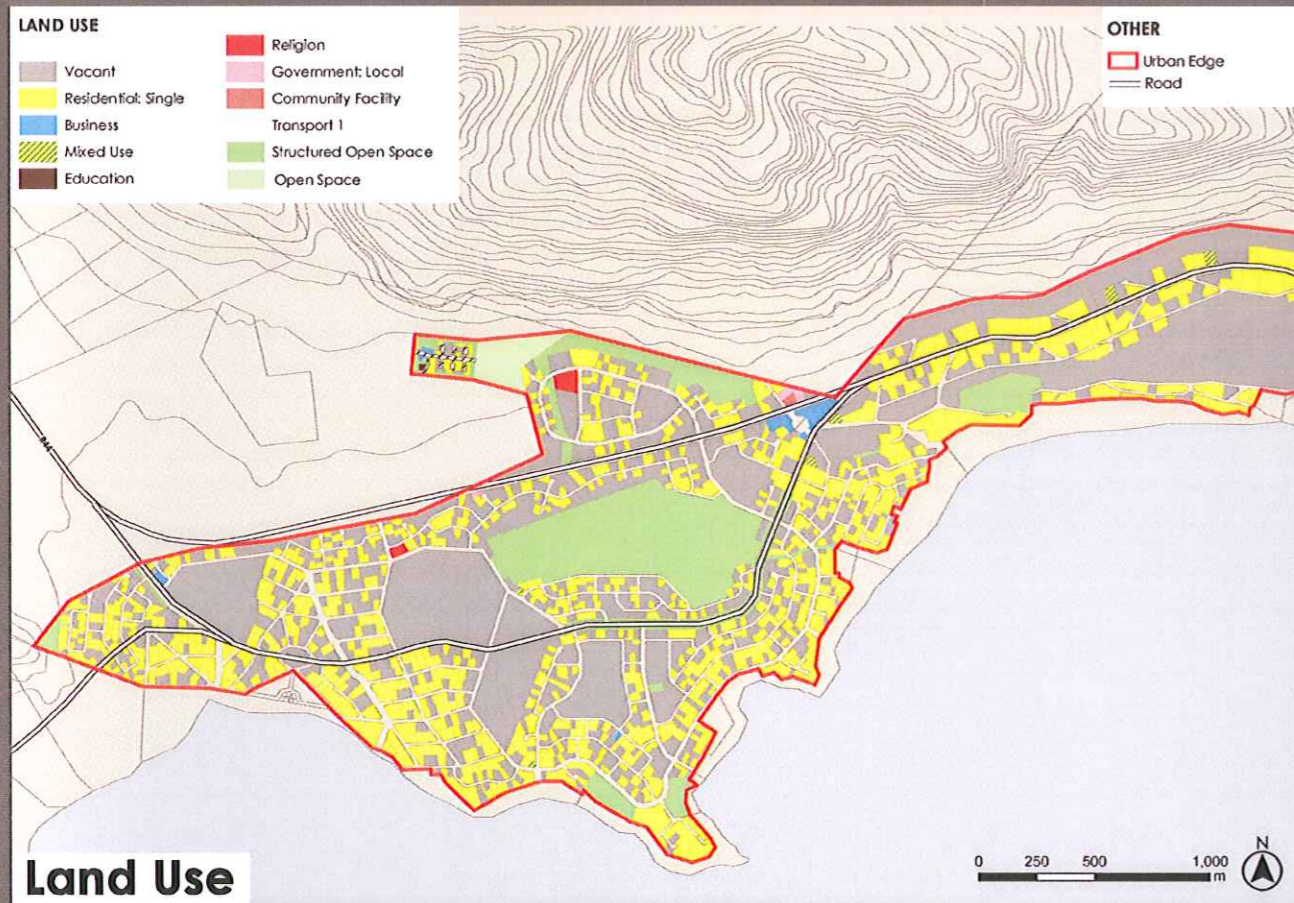 LAND USE
Vacant
Residential: Single
Business
Mixed Use
Education
Religion
Government: Local
Community Facility
Transport 1
Structured Open Space
Open Space
OTHER
Urban Edge
Road
R44
Land Use
0 250 500 1,000
m
N